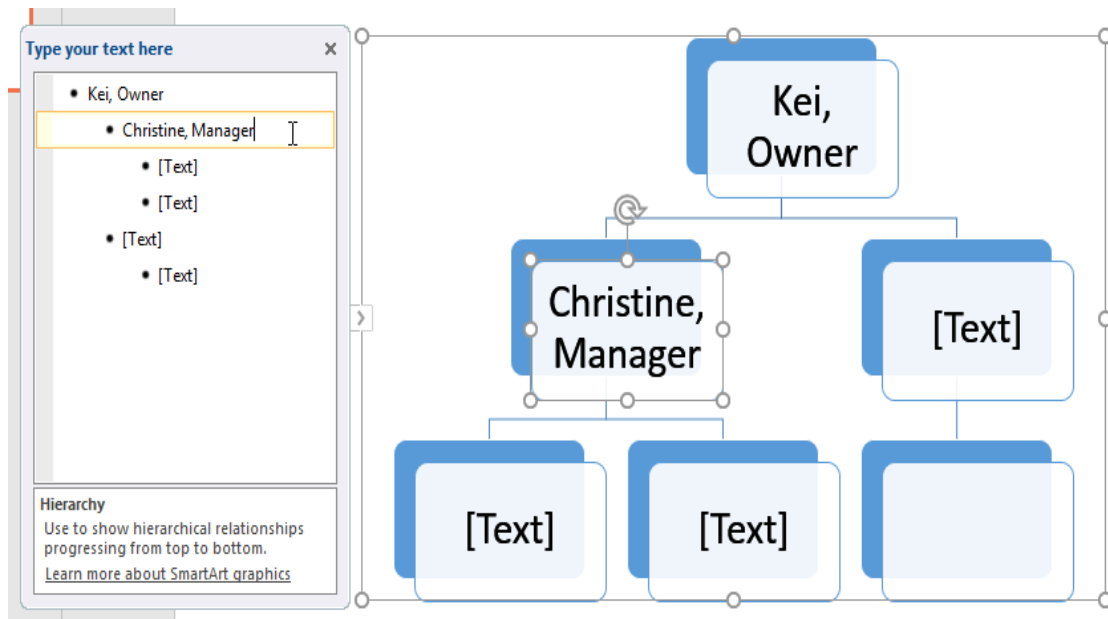 Type your text here
Kei, Owner
Christine, Manager
[Text]
[Text]
[Text]
[Text]
Hierarchy
Use to show hierarchical relationships
progressing from top to bottom.
Learn more about SmartArt graphics
Kei,
Owner
Christine,
Manager
[Text]
[Text]
[Text]